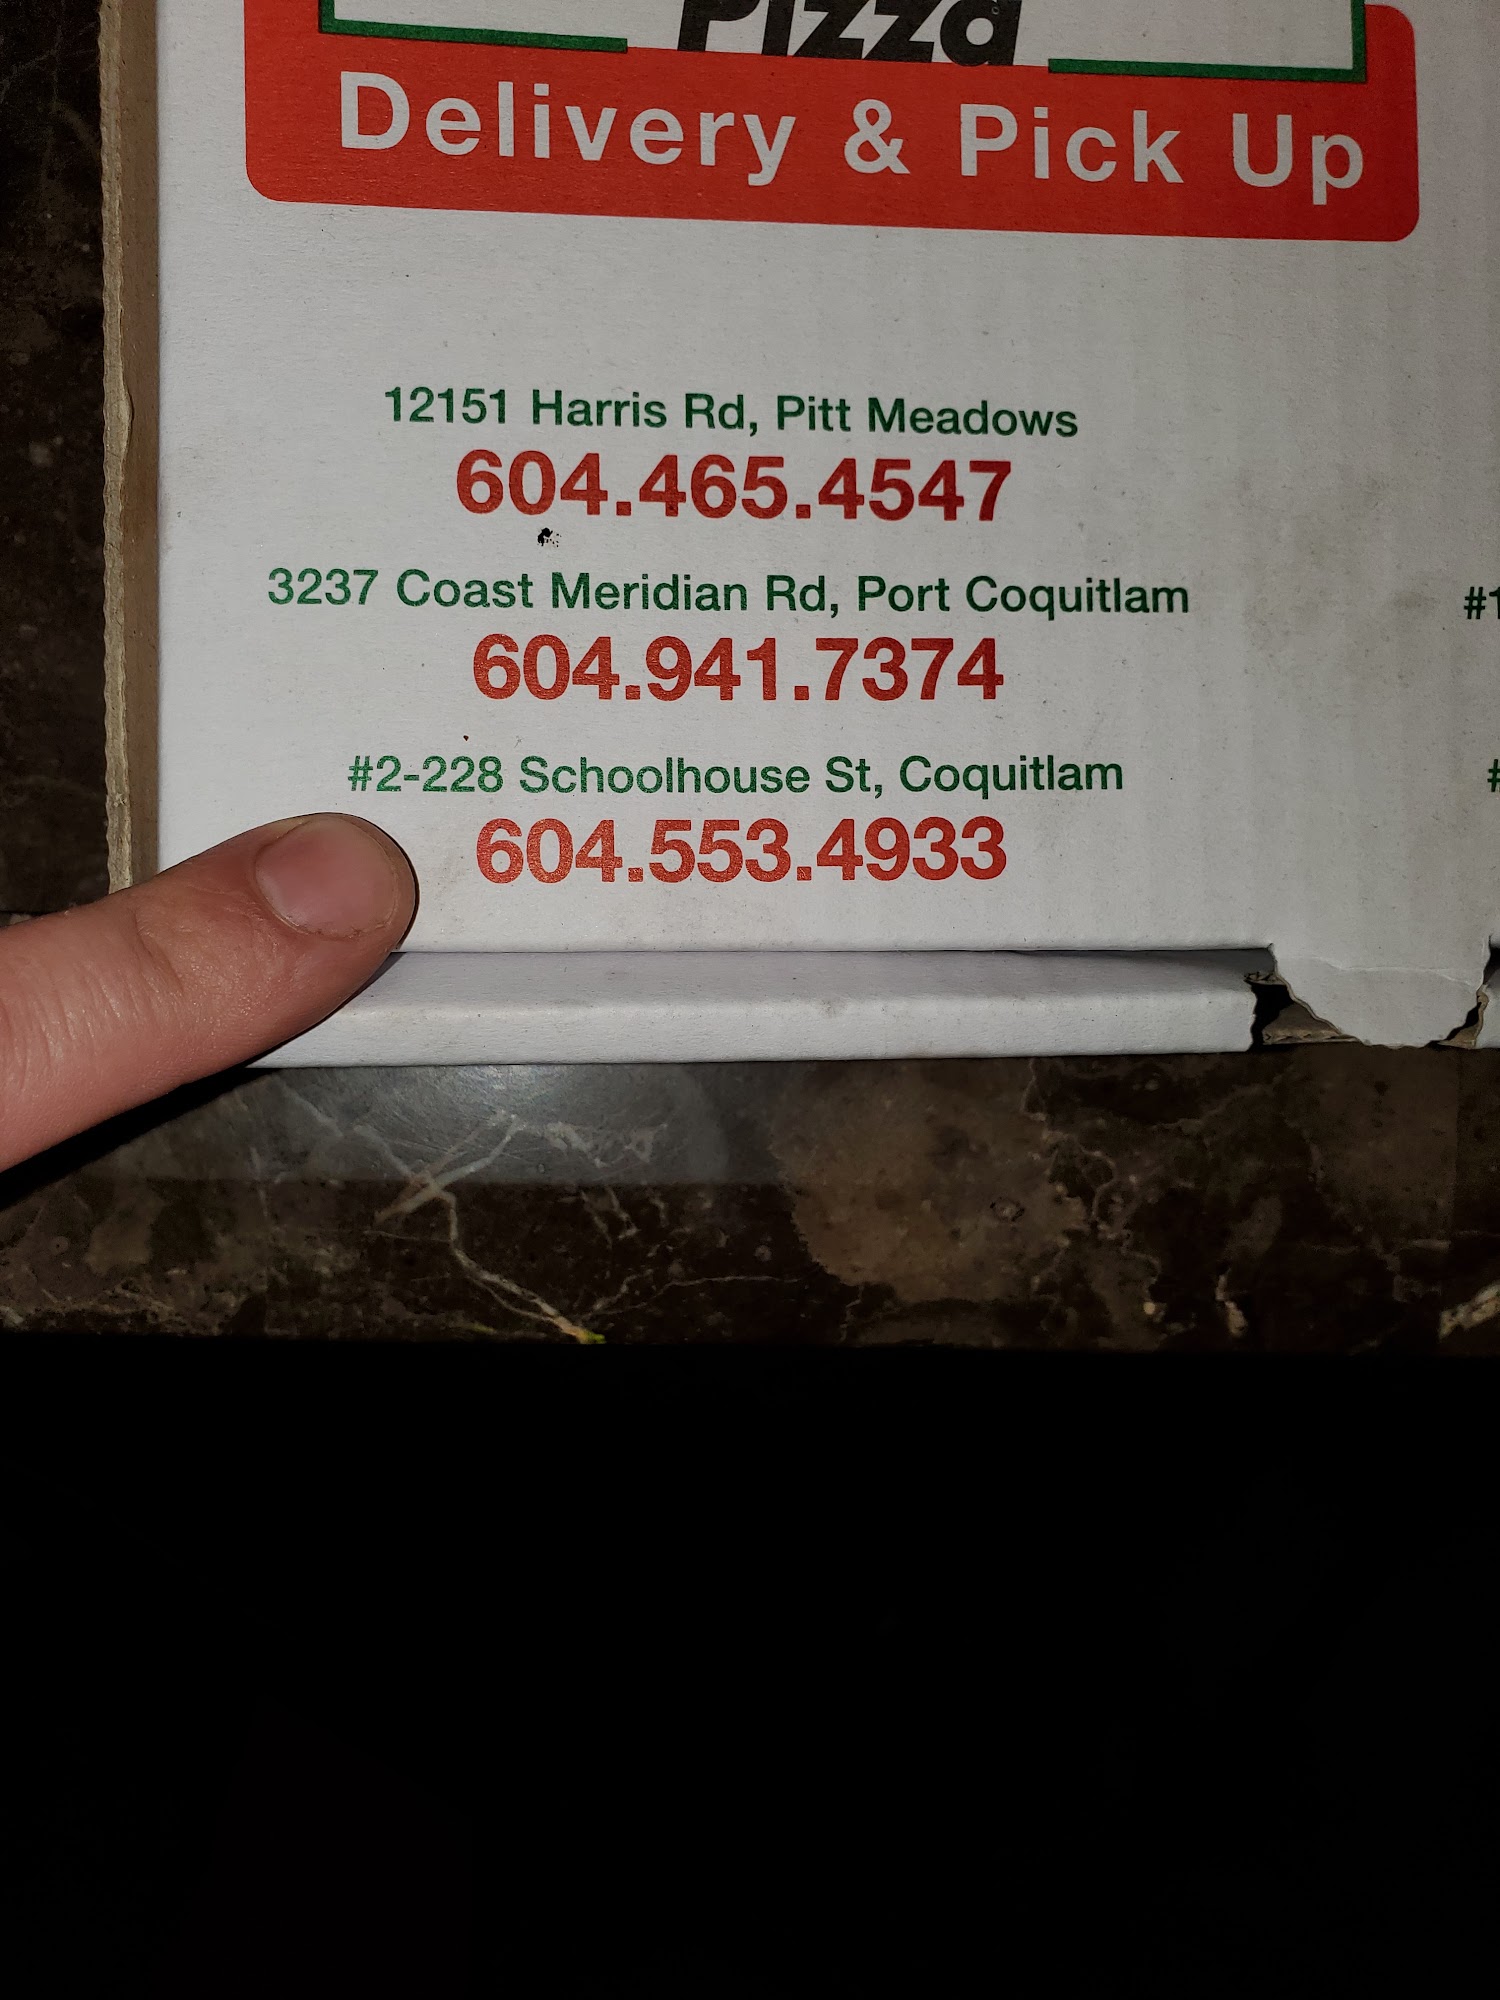 Pizza
Delivery & Pick Up
12151 Harris Rd, Pitt Meadows
604.465.4547
3237 Coast Meridian Rd, Port Coquitlam
604.941.7374
#2-228 Schoolhouse St, Coquitlam
604.553.4933